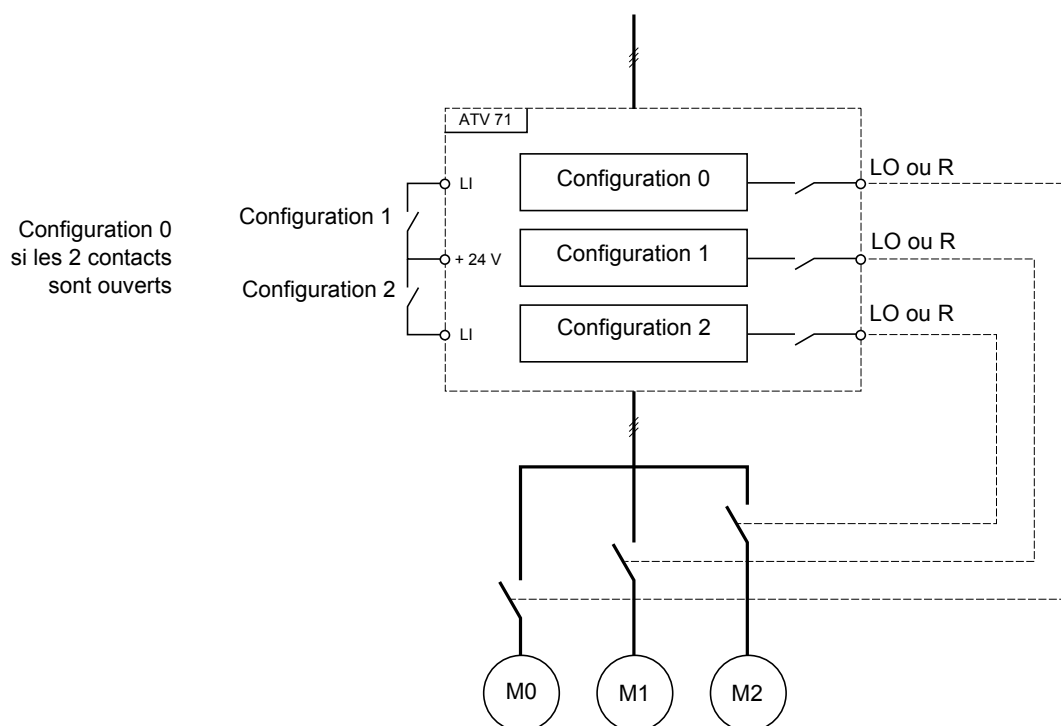 ATV 71
Configuration 0
si les 2 contacts
sont ouverts
Configuration 1
Configuration 2
LI
+ 24 V
LI
Configuration 0
Configuration 1
Configuration 2
LO ou R
LO ou R
LO ou R
M0
M1
M2